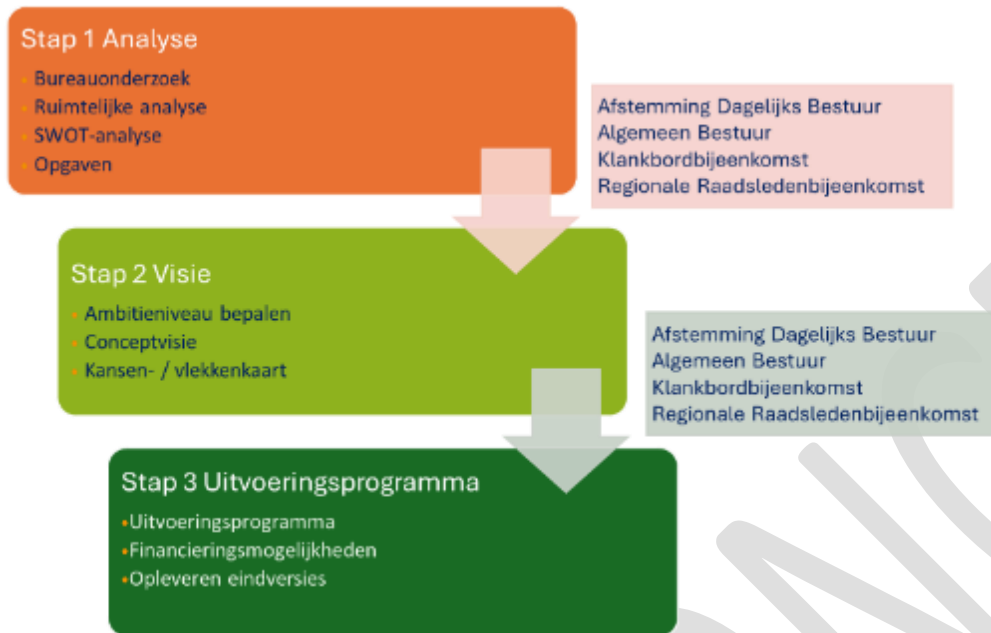 Stap 1 Analyse
• Bureauonderzoek
• Ruimtelijke analyse
• SWOT-analyse
• Opgaven
Afstemming Dagelijks Bestuur
Algemeen Bestuur
Klankbordbijeenkomst
Regionale Raadsledenbijeenkomst
Stap 2 Visie
• Ambitieniveau bepalen
• Conceptvisie
• Kansen- / vlekkenkaart
Afstemming Dagelijks Bestuur
Algemeen Bestuur
Klankbordbijeenkomst
Regionale Raadsledenbijeenkomst
Stap 3 Uitvoeringsprogramma
•Uitvoeringsprogramma
•Financieringsmogelijkheden
•Opleveren eindversies